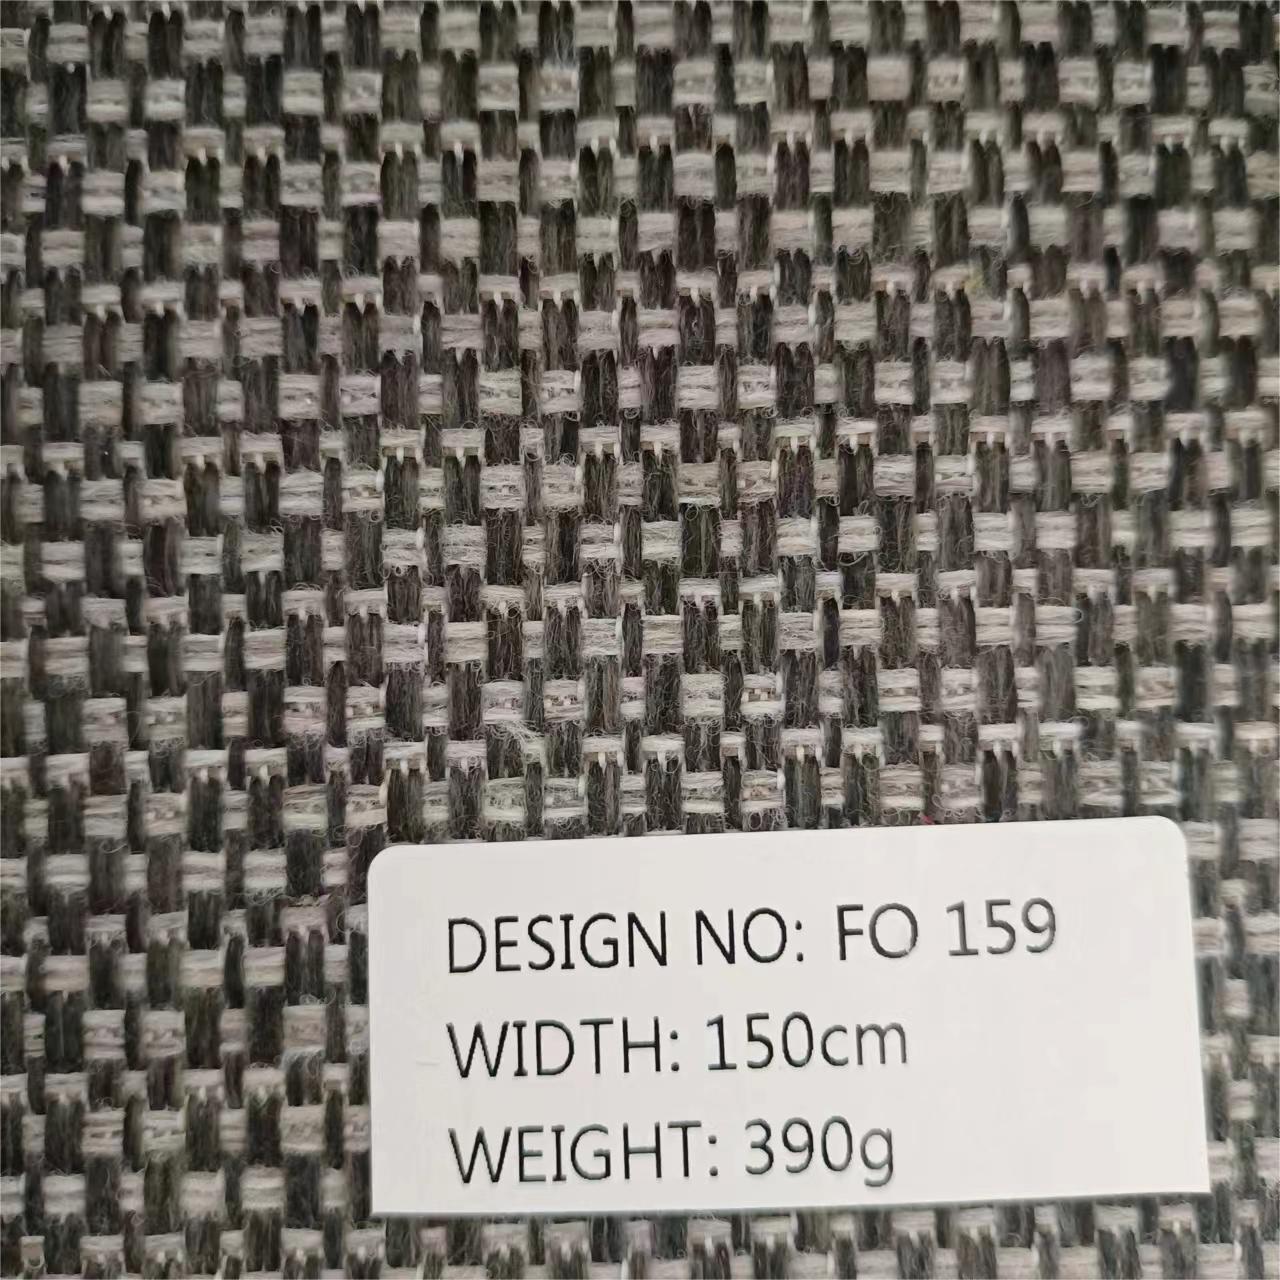 DESIGN NO: FO 159
WIDTH: 150cm
WEIGHT: 390g